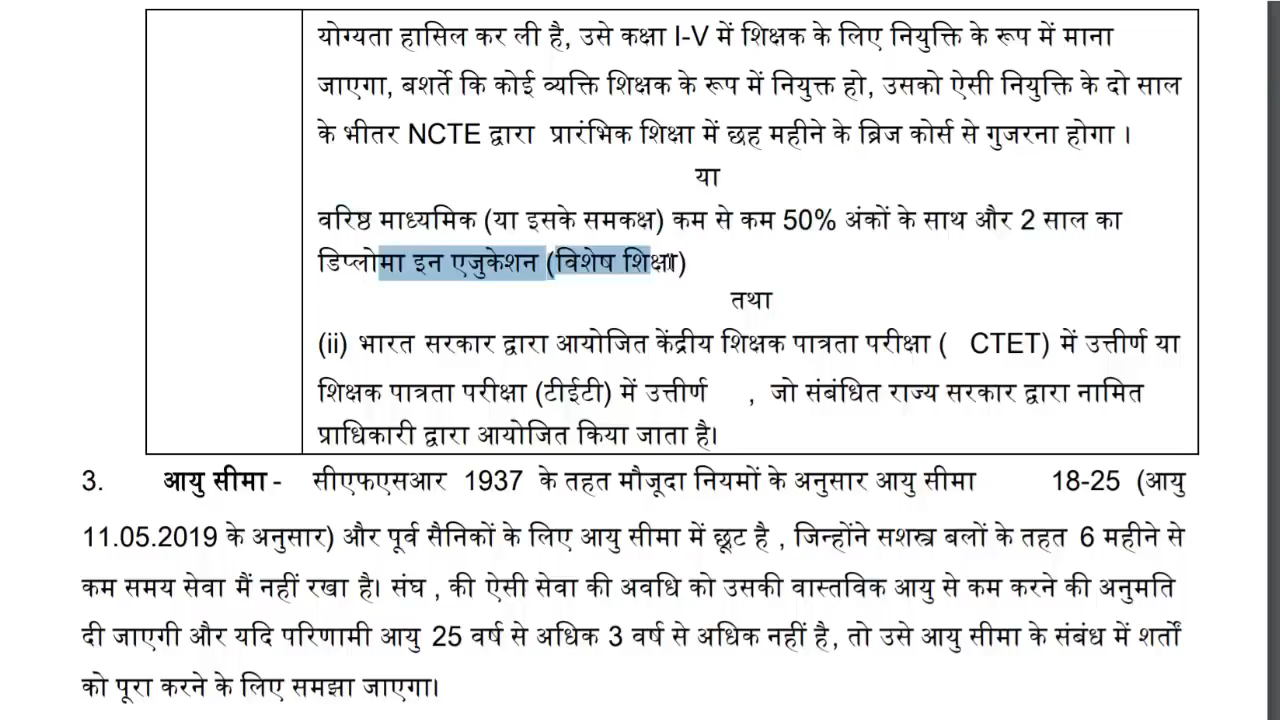 योग्यता हासिल कर ली है, उसे कक्षा I-V में शिक्षक के लिए नियुक्ति के रूप में माना
जाएगा, बशर्ते कि कोई व्यक्ति शिक्षक के रूप में नियुक्त हो, उसको ऐसी नियुक्ति के दो साल
के भीतर NCTE द्वारा प्रारंभिक शिक्षा में छह महीने के ब्रिज कोर्स से गुजरना होगा ।
या
वरिष्ठ माध्यमिक (या इसके समकक्ष) कम से कम 50% अंकों के साथ और 2 साल का
डिप्लोमा इन एजुकेशन (विशेष शिक्षा)
तथा
(ii) भारत सरकार द्वारा आयोजित केंद्रीय शिक्षक पात्रता परीक्षा ( CTET) में उत्तीर्ण या
शिक्षक पात्रता परीक्षा (टीईटी) में उत्तीर्ण , जो संबंधित राज्य सरकार द्वारा नामित
प्राधिकारी द्वारा आयोजित किया जाता है।
3. आयु सीमा - सीएफएसआर 1937 के तहत मौजूदा नियमों के अनुसार आयु सीमा 18-25 (आयु
11.05.2019 के अनुसार) और पूर्व सैनिकों के लिए आयु सीमा में छूट है , जिन्होंने सशस्त्र बलों के तहत 6 महीने से
कम समय सेवा मैं नहीं रखा है। संघ , की ऐसी सेवा की अवधि को उसकी वास्तविक आयु से कम करने की अनुमति
दी जाएगी और यदि परिणामी आयु 25 वर्ष से अधिक 3 वर्ष से अधिक नहीं है, तो उसे आयु सीमा के संबंध में शर्तों
को पूरा करने के लिए समझा जाएगा।